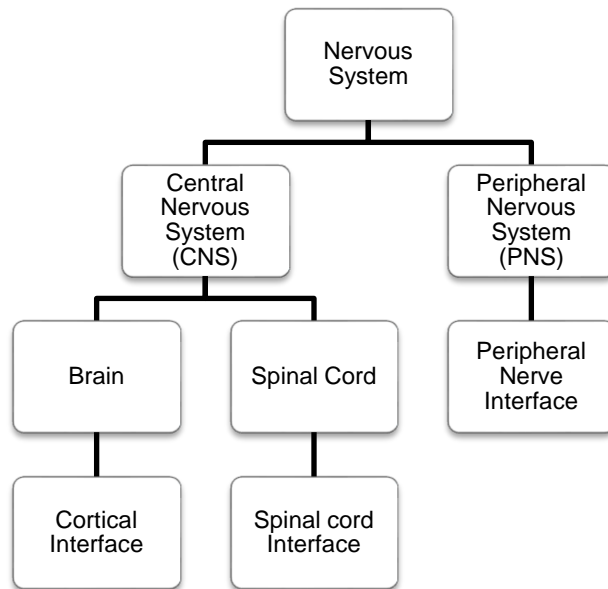 Nervous
System
Central
Nervous
System
(CNS)
Peripheral
Nervous
System
(PNS)
Brain
Spinal Cord
Peripheral
Nerve
Interface
Cortical
Interface
Spinal cord
Interface